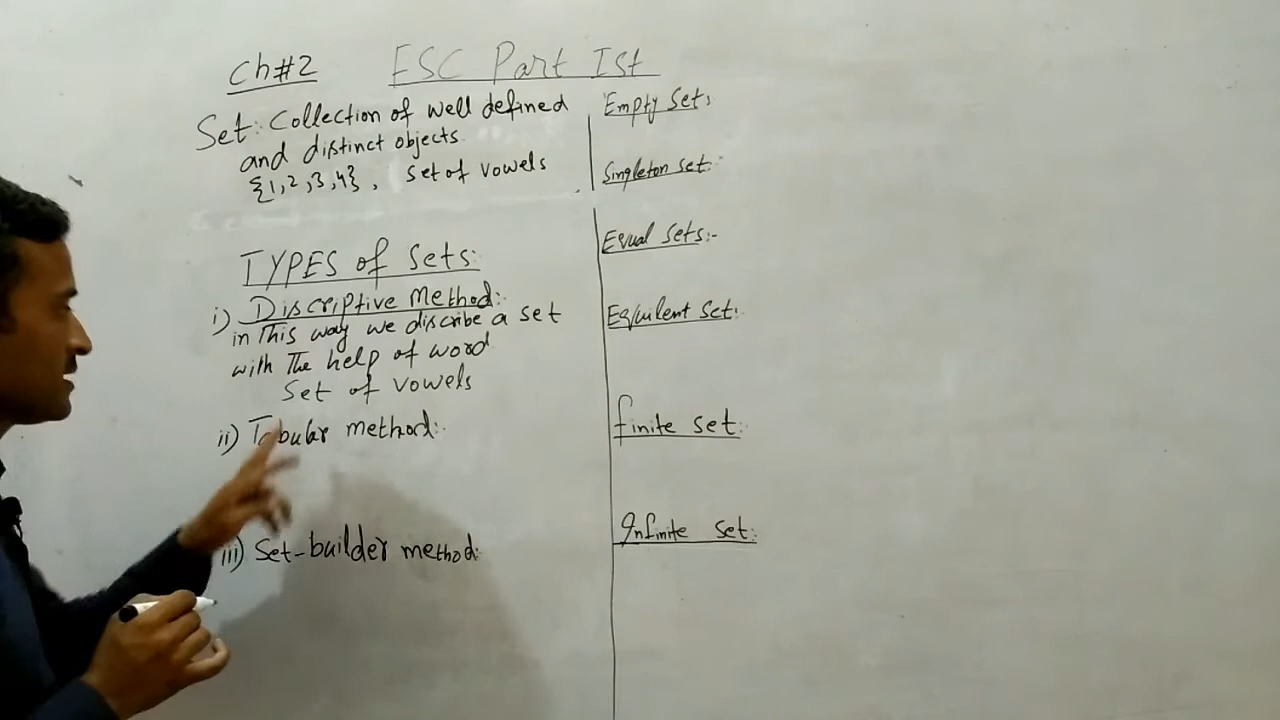 Ch#2 FSC Part Ist
Set: Collection of well defined
and distinct objects.
{1,2,3,4}, set of vowels
TYPES of Sets:
i) Discriptive Method:
in This way we discribe a set
with The help of word
Set of vowels
ii) Tabular method:
iii) Set-builder method:
Empty Set:
Singleton set:
Equal Sets:-
Equilent Set:
finite set:
Infinite set: